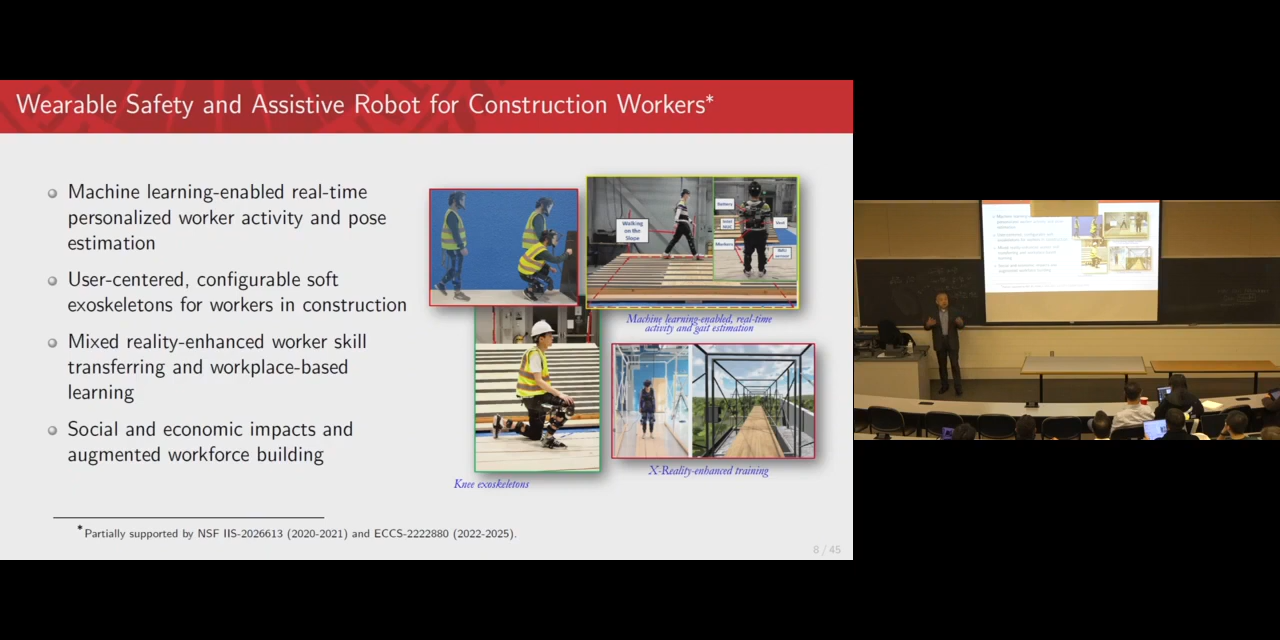 Wearable Safety and Assistive Robot for Construction Workers*
Machine learning-enabled real-time
personalized worker activity and pose
estimation
User-centered, configurable soft
exoskeletons for workers in construction
Mixed reality-enhanced worker skill
transferring and workplace-based
learning
Social and economic impacts and
augmented workforce building
Walking
on the
Slope
Battery
Markers
Machine learning-enabled, real-time
activity and gait estimation
Knee exoskeletons
X-Reality-enhanced training
*Partially supported by NSF IIS-2026613 (2020-2021) and ECCS-2222880 (2022-2025).
8 / 45